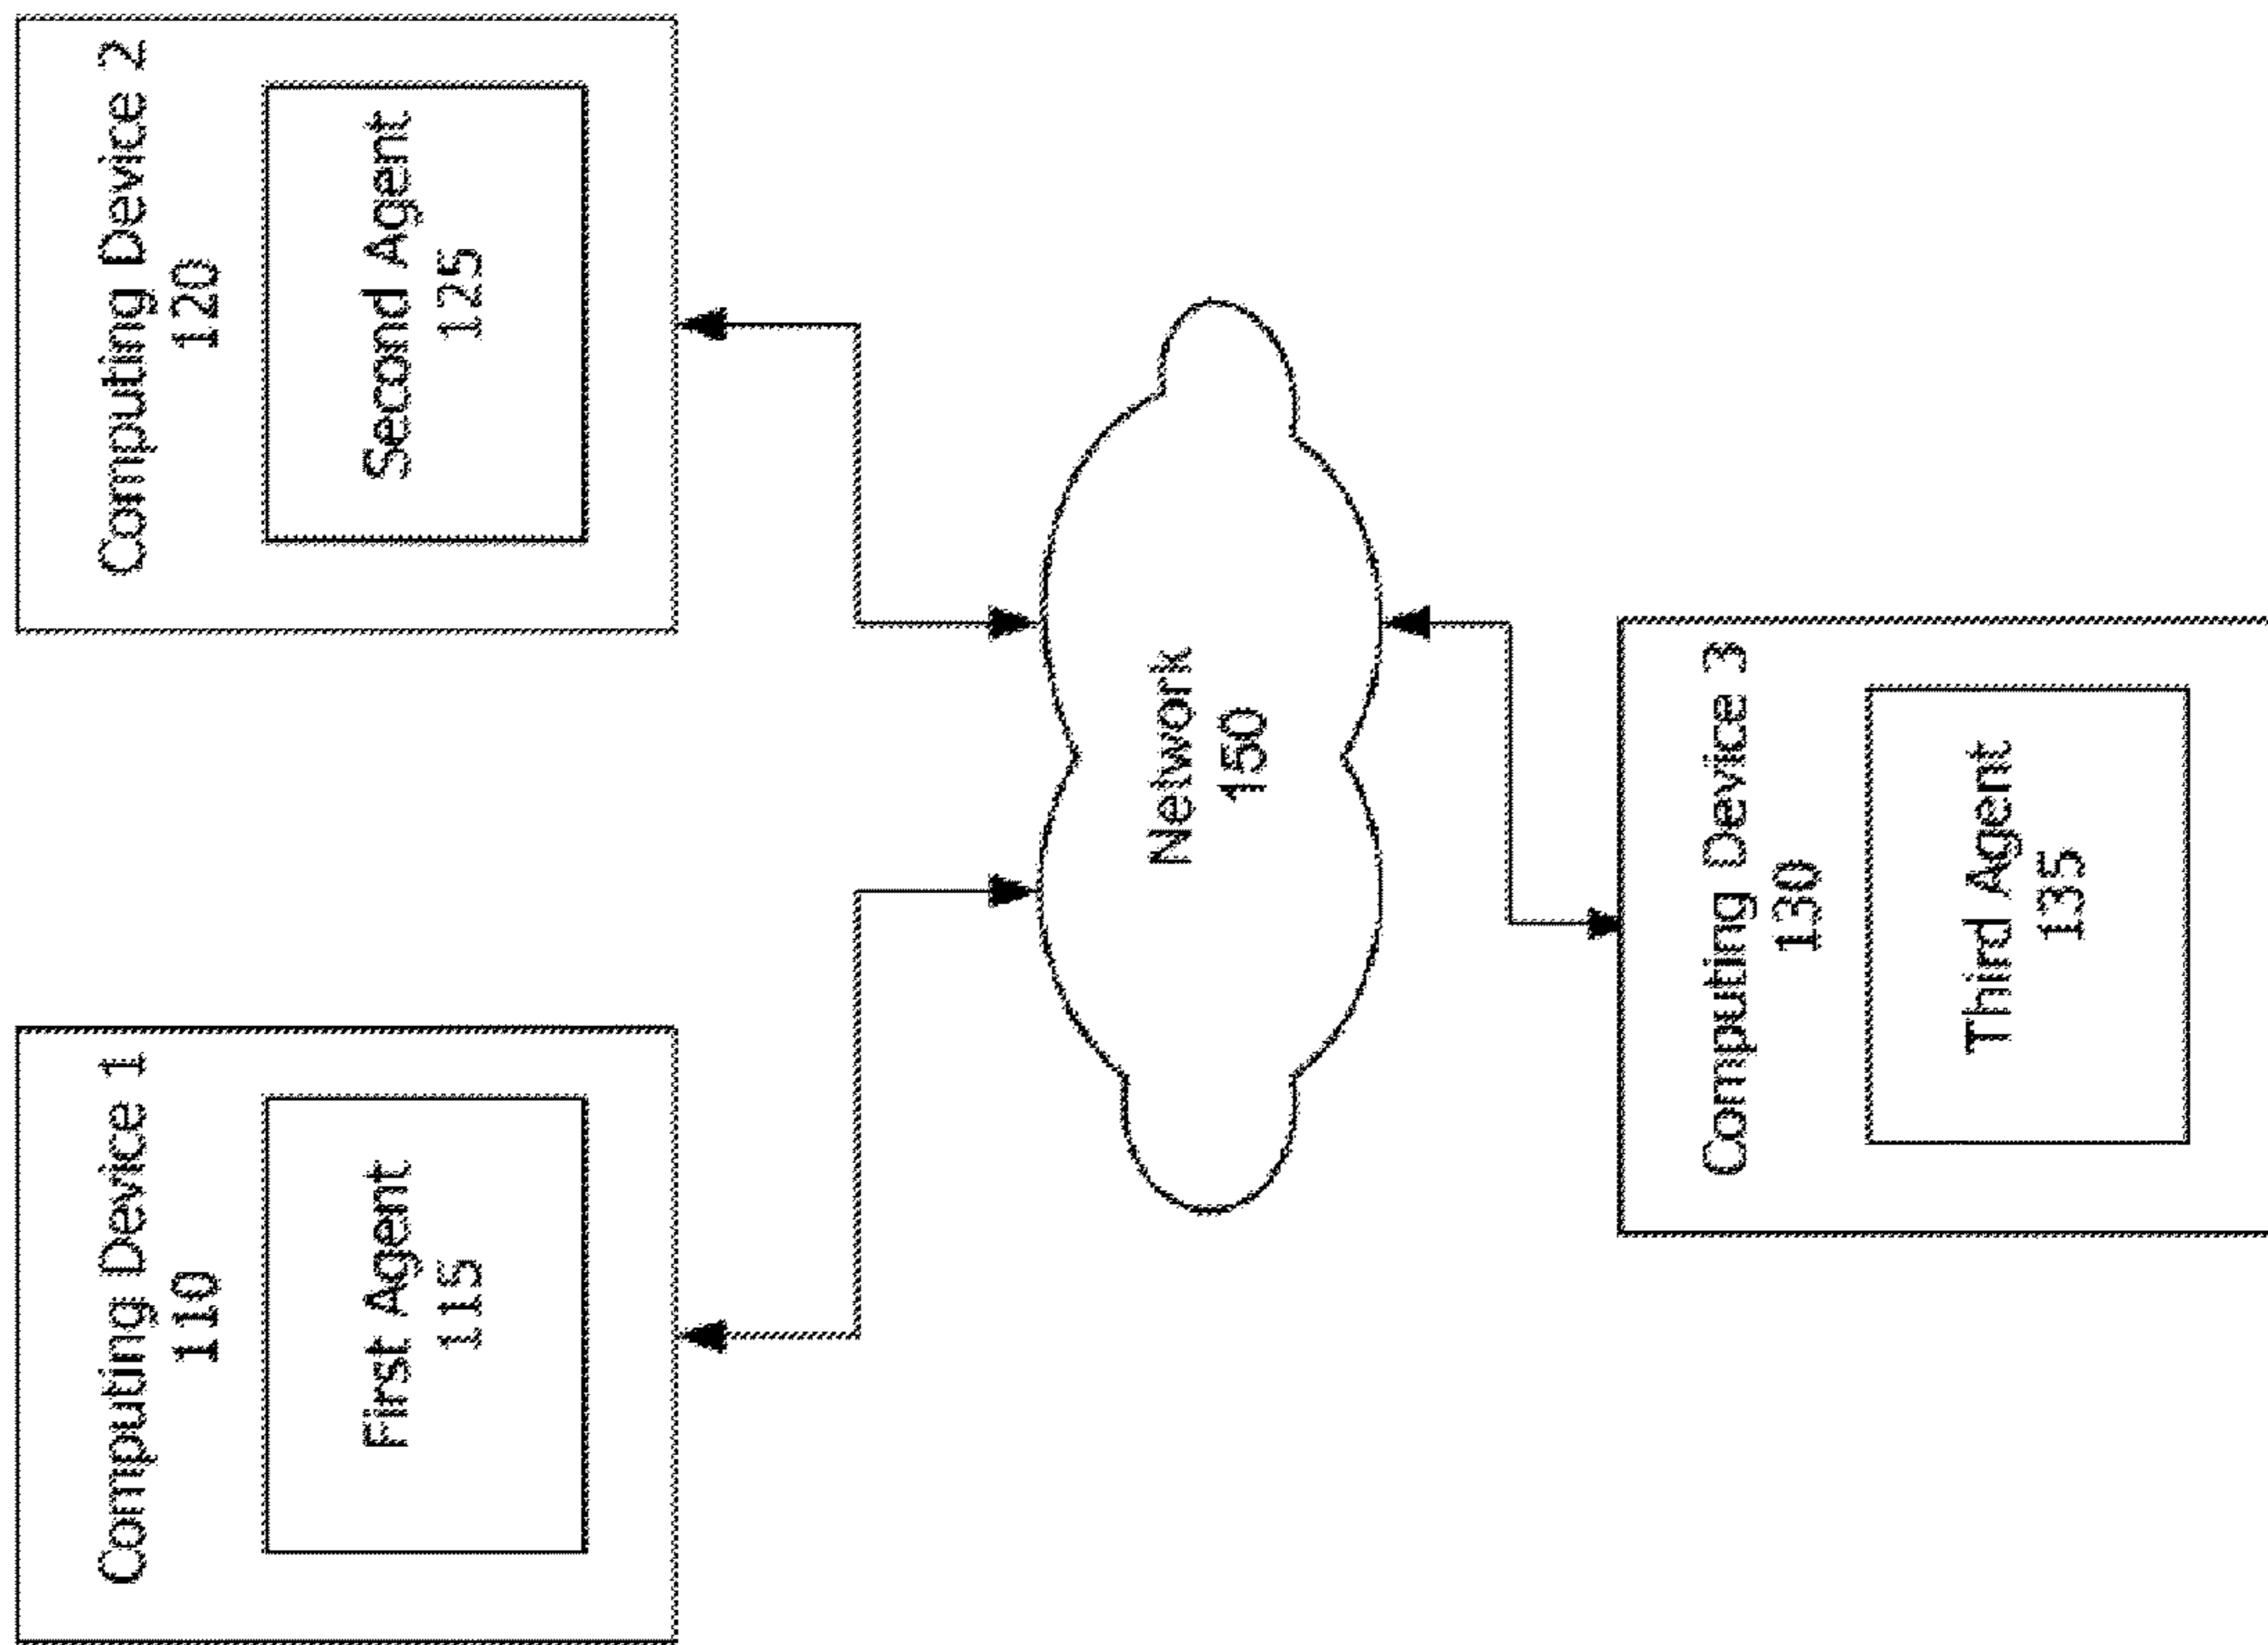 Computing Device 1
110
First Agent
115
Computing Device 2
120
Second Agent
125
Network
150
Computing Device 3
130
Third Agent
135